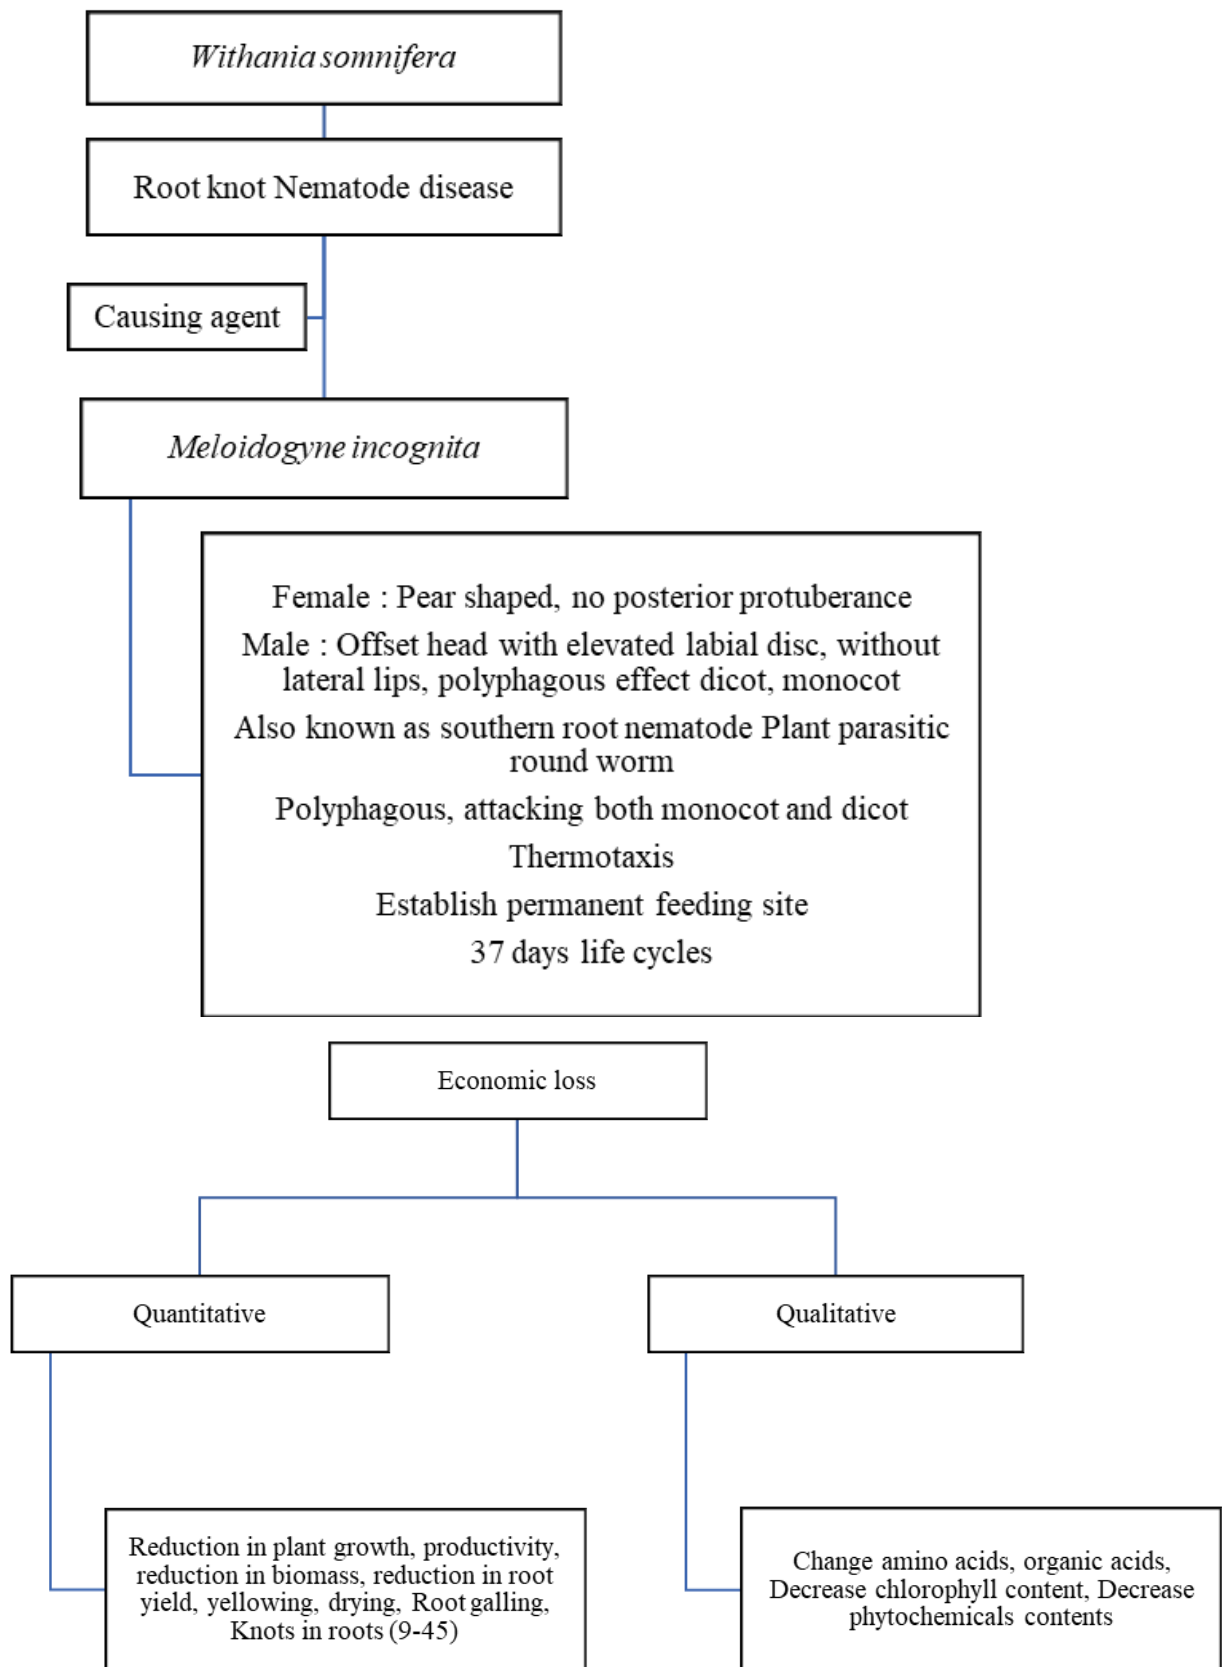 Withania somnifera
Root knot Nematode disease
Causing agent
Meloidogyne incognita
Female : Pear shaped, no posterior protuberance
Male : Offset head with elevated labial disc, without
lateral lips, polyphagous effect dicot, monocot
Also known as southern root nematode Plant parasitic
round worm
Polyphagous, attacking both monocot and dicot
Thermotaxis
Establish permanent feeding site
37 days life cycles
Economic loss
Quantitative
Qualitative
Reduction in plant growth, productivity,
reduction in biomass, reduction in root
yield, yellowing, drying, Root galling,
Knots in roots (9-45)
Change amino acids, organic acids,
Decrease chlorophyll content, Decrease
phytochemicals contents